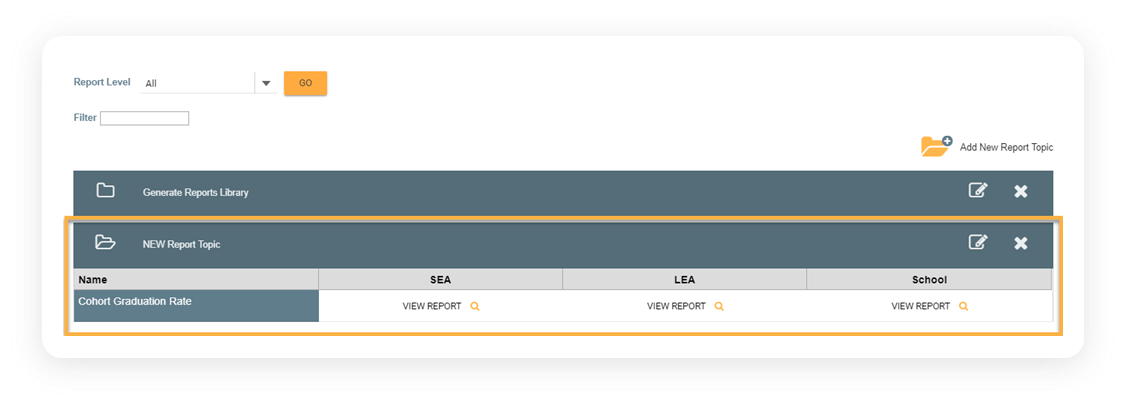 Report Level All GO
Filter
Add New Report Topic
Generate Reports Library
NEW Report Topic
Name SEA LEA School
Cohort Graduation Rate VIEW REPORT VIEW REPORT VIEW REPORT